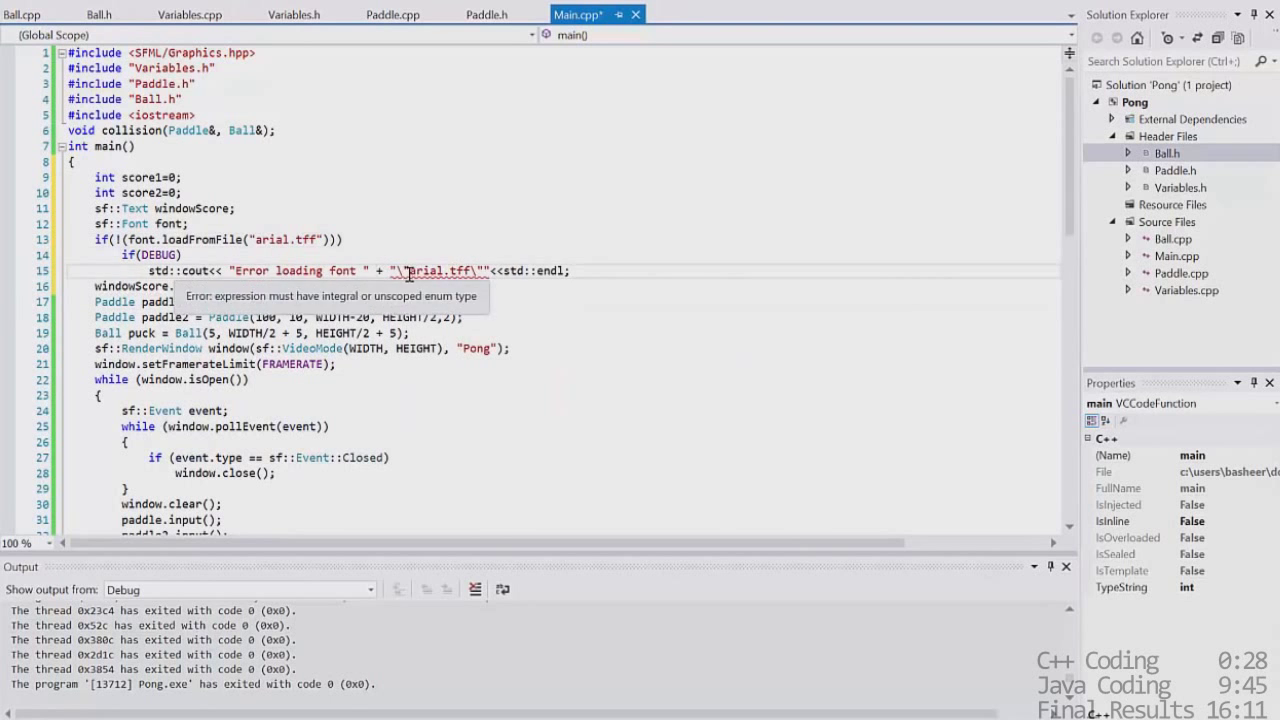 Ball.cpp Ball.h Variables.cpp Variables.h Paddle.cpp Paddle.h Main.cpp*
(Global Scope) main()
1 #include <SFML/Graphics.hpp>
2 #include "Variables.h"
3 #include "Paddle.h"
4 #include "Ball.h"
5 #include <iostream>
6 void collision(Paddle&, Ball&);
7 int main()
8 {
9 int score1=0;
10 int score2=0;
11 sf::Text windowScore;
12 sf::Font font;
13 if(!(font.loadFromFile("arial.tff")))
14 if(DEBUG)
15 std::cout<< "Error loading font " + "\"arial.tff\""<<std::endl;
16 windowScore.
Error: expression must have integral or unscoped enum type
17 Paddle paddl
18 Paddle paddle2 = Paddle(100, 10, WIDTH-20, HEIGHT/2,2);
19 Ball puck = Ball(5, WIDTH/2 + 5, HEIGHT/2 + 5);
20 sf::RenderWindow window(sf::VideoMode(WIDTH, HEIGHT), "Pong");
21 window.setFramerateLimit(FRAMERATE);
22 while (window.isOpen())
23 {
24 sf::Event event;
25 while (window.pollEvent(event))
26 {
27 if (event.type == sf::Event::Closed)
28 window.close();
29 }
30 window.clear();
31 paddle.input();
100 %
Output
Show output from: Debug
The thread 0x23c4 has exited with code 0 (0x0).
The thread 0x52c has exited with code 0 (0x0).
The thread 0x380c has exited with code 0 (0x0).
The thread 0x2d1c has exited with code 0 (0x0).
The thread 0x3854 has exited with code 0 (0x0).
The program '[13712] Pong.exe' has exited with code 0 (0x0).
Solution Explorer
Search Solution Explorer (Ctrl+;)
Solution 'Pong' (1 project)
Pong
External Dependencies
Header Files
Ball.h
Paddle.h
Variables.h
Resource Files
Source Files
Ball.cpp
Main.cpp
Paddle.cpp
Variables.cpp
Properties
main VCCodeFunction
C++
(Name) main
File c:\users\basheer\d
FullName main
IsInjected False
IsInline False
IsOverloaded False
IsSealed False
IsTemplate False
TypeString int
C++ Coding 0:28
Java Coding 9:45
Final Results 16:11
C++